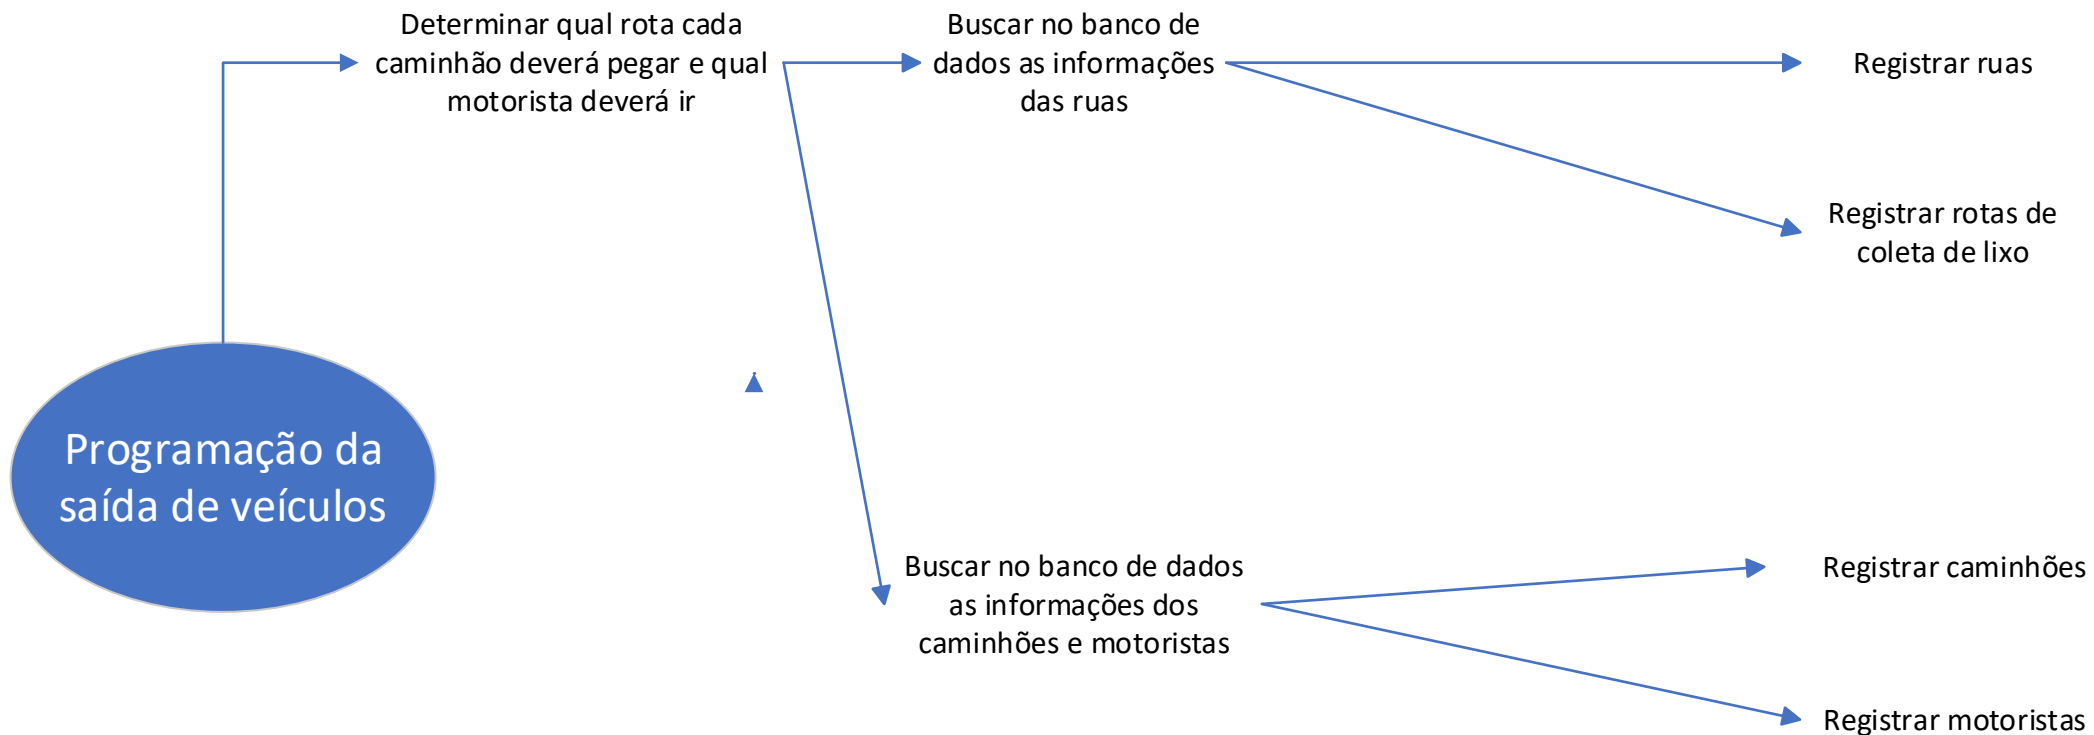 Determinar qual rota cada
caminhão deverá pegar e qual
motorista deverá ir
Buscar no banco de
dados as informações
das ruas
Registrar ruas
Registrar rotas de
coleta de lixo
Programação da
saída de veículos
Buscar no banco de dados
as informações dos
caminhões e motoristas
Registrar caminhões
Registrar motoristas